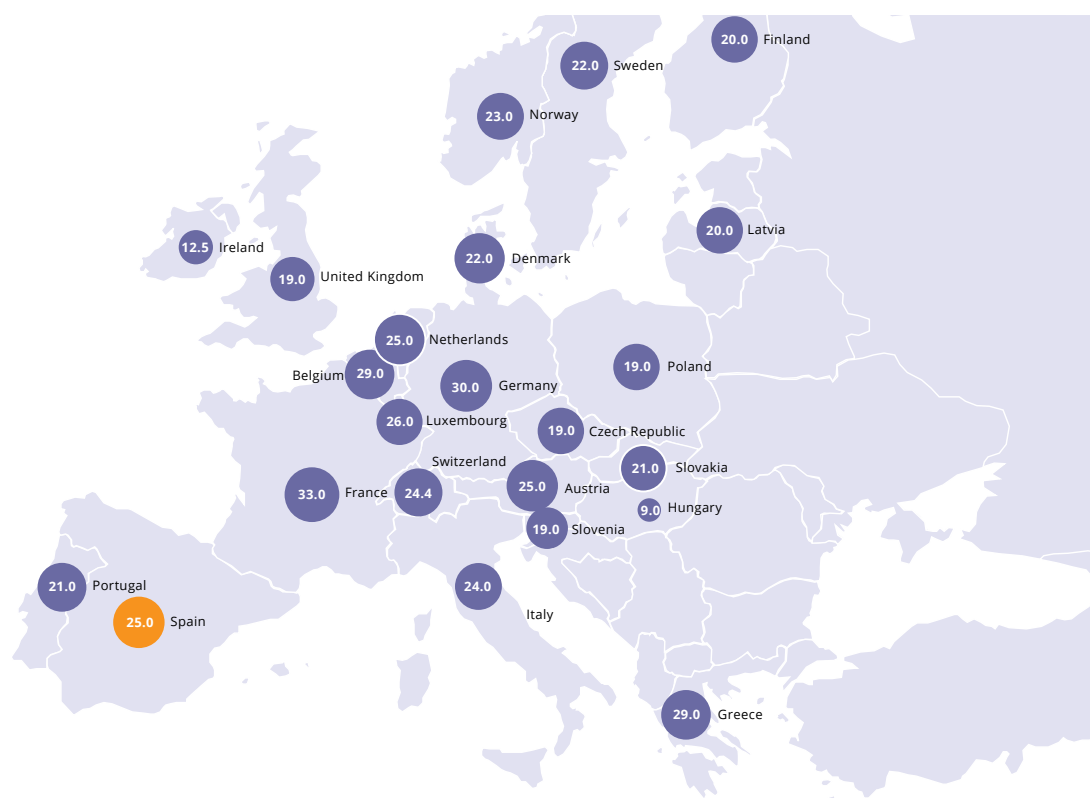 20.0 Finland
22.0 Sweden
23.0 Norway
20.0 Latvia
12.5 Ireland
22.0 Denmark
19.0 United Kingdom
25.0 Netherlands
19.0 Poland
Belgium 29.0
30.0 Germany
26.0 Luxembourg
19.0 Czech Republic
Switzerland
24.4
21.0 Slovakia
25.0 Austria
33.0 France
9.0 Hungary
19.0 Slovenia
21.0 Portugal
24.0
Italy
25.0 Spain
29.0 Greece